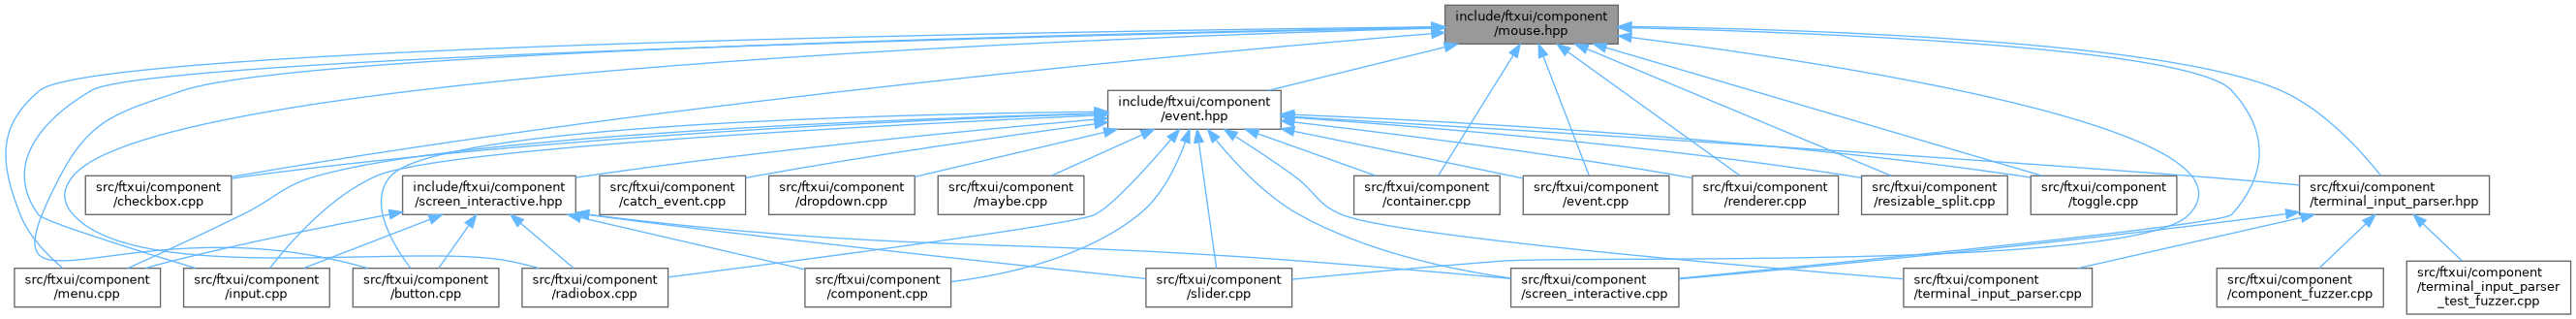 include/ftxui/component
/mouse.hpp
include/ftxui/component
/event.hpp
src/ftxui/component
/checkbox.cpp
include/ftxui/component
/screen_interactive.hpp
src/ftxui/component
/catch_event.cpp
src/ftxui/component
/dropdown.cpp
src/ftxui/component
/maybe.cpp
src/ftxui/component
/container.cpp
src/ftxui/component
/event.cpp
src/ftxui/component
/renderer.cpp
src/ftxui/component
/resizable_split.cpp
src/ftxui/component
/toggle.cpp
src/ftxui/component
/terminal_input_parser.hpp
src/ftxui/component
/menu.cpp
src/ftxui/component
/input.cpp
src/ftxui/component
/button.cpp
src/ftxui/component
/radiobox.cpp
src/ftxui/component
/component.cpp
src/ftxui/component
/slider.cpp
src/ftxui/component
/screen_interactive.cpp
src/ftxui/component
/terminal_input_parser.cpp
src/ftxui/component
/component_fuzzer.cpp
src/ftxui/component
/terminal_input_parser
_test_fuzzer.cpp